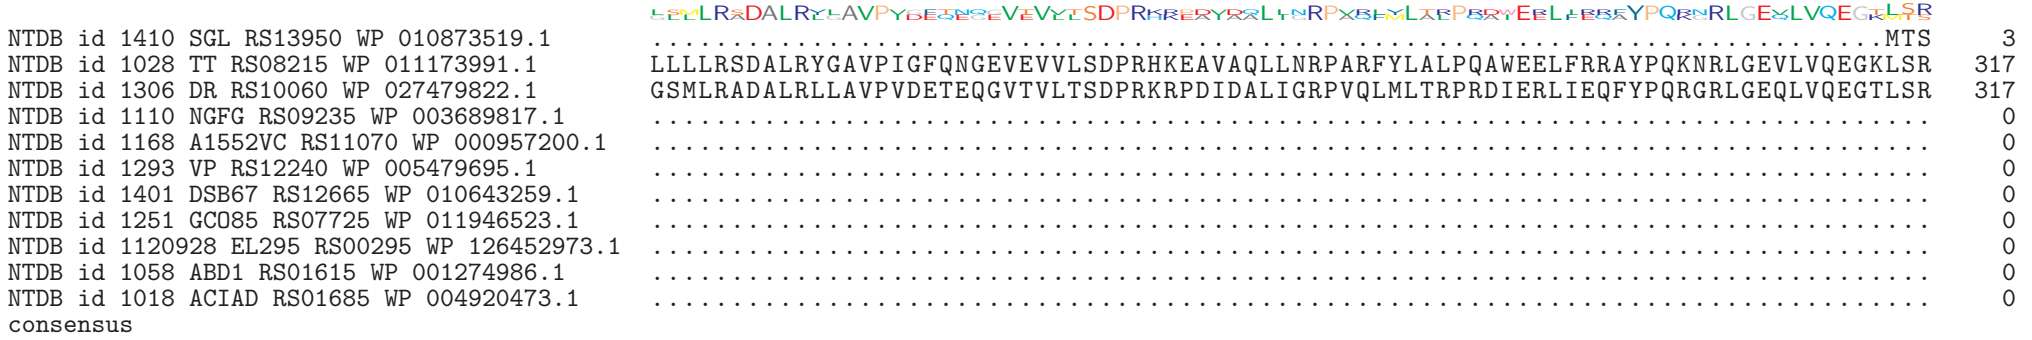 NTDB id 1410 SGL RS13950 WP 010873519.1 ...............................................................................MTS 3
NTDB id 1028 TT RS08215 WP 011173991.1 LLLLRSDALRYGAVPIGFQNGEVEVVLSDPRHKEAVAQLLNRPARFYLALPQAWEELFRRAYPQKNRLGEVLVQEGKLSR 317
NTDB id 1306 DR RS10060 WP 027479822.1 GSMLRADALRLLAVPVDETEQGVTVLTSDPRKRPDIDALIGRPVQLMLTRPRDIERLIEQFYPQRGRLGEQLVQEGTLSR 317
NTDB id 1110 NGFG RS09235 WP 003689817.1 .................................................................................. 0
NTDB id 1168 A1552VC RS11070 WP 000957200.1 .................................................................................. 0
NTDB id 1293 VP RS12240 WP 005479695.1 .................................................................................. 0
NTDB id 1401 DSB67 RS12665 WP 010643259.1 .................................................................................. 0
NTDB id 1251 GCO85 RS07725 WP 011946523.1 .................................................................................. 0
NTDB id 1120928 EL295 RS00295 WP 126452973.1 .................................................................................. 0
NTDB id 1058 ABD1 RS01615 WP 001274986.1 .................................................................................. 0
NTDB id 1018 ACIAD RS01685 WP 004920473.1 .................................................................................. 0
consensus